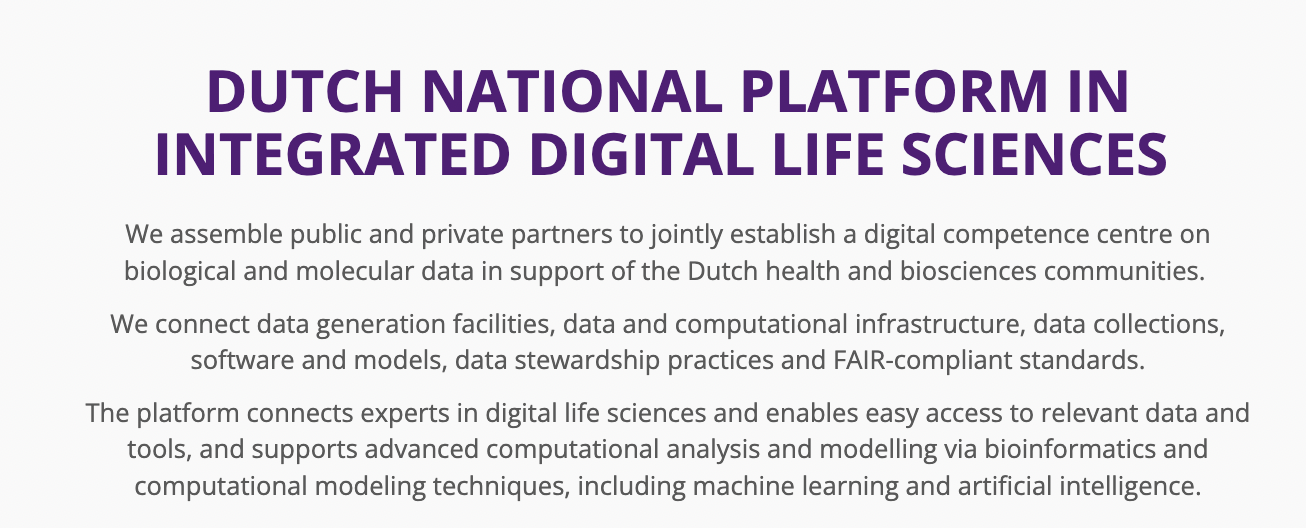 DUTCH NATIONAL PLATFORM IN
INTEGRATED DIGITAL LIFE SCIENCES
We assemble public and private partners to jointly establish a digital competence centre on
biological and molecular data in support of the Dutch health and biosciences communities.
We connect data generation facilities, data and computational infrastructure, data collections,
software and models, data stewardship practices and FAIR-compliant standards.
The platform connects experts in digital life sciences and enables easy access to relevant data and
tools, and supports advanced computational analysis and modelling via bioinformatics and
computational modeling techniques, including machine learning and artificial intelligence.